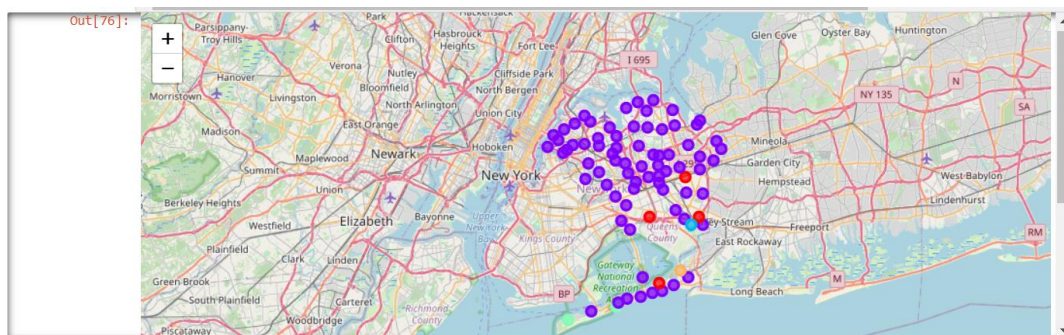 Out[76]:
+
−
Parsippany-
Troy Hills
Park
Hackensack
Clifton
Hasbrouck
Heights
Fort Lee
Glen Cove
Oyster Bay
Huntington
Verona
Nutley
Cliffside Park
I 695
Hanover
Bloomfield
North Bergen
N
Morristown
Livingston
North Arlington
NY 135
East Orange
Union City
SA
Madison
Summit
Maplewood
Newark
Hoboken
Mineola
Garden City
Chatham
New York
Union
Hempstead
West Babylon
Berkeley Heights
Lindenhurst
Elizabeth
Bayonne
Upper
New York
Bay
Kings County
Queens
County
Freeport
Plainfield
Westfield
Linden
East Rockaway
RM
Clark
Gateway
National
Recreation
Green Brook
Carteret
BP
Long Beach
M
South Plainfield
Woodbridge
Richmond
County
Piscataway